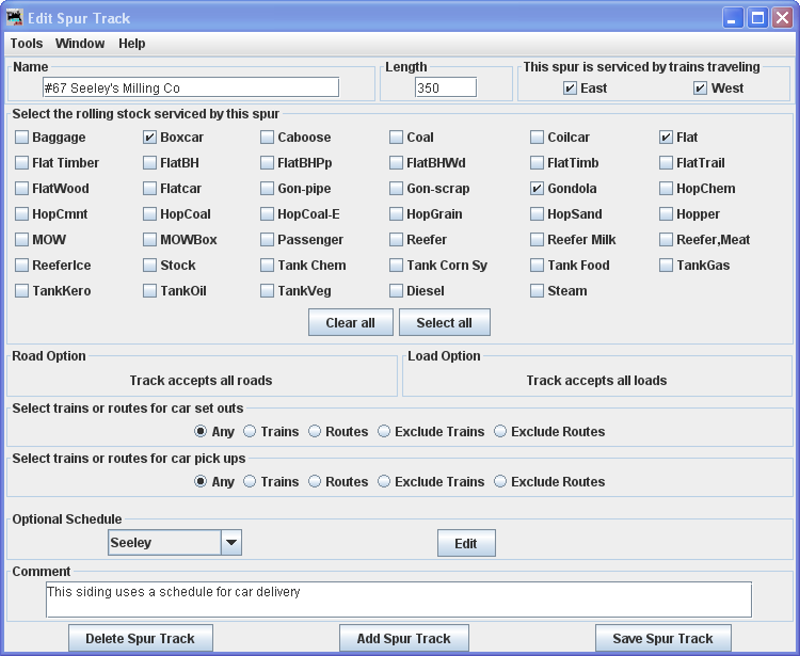 Edit Spur Track
Tools Window Help
Name Length This spur is serviced by trains traveling
#67 Seeley's Milling Co 350 East West
Select the rolling stock serviced by this spur
Baggage Boxcar Caboose Coal Coilcar Flat
Flat Timber FlatBH FlatBHPp FlatBHWd FlatTimb FlatTrail
FlatWood Flatcar Gon-pipe Gon-scrap Gondola HopChem
HopCmnt HopCoal HopCoal-E HopGrain HopSand Hopper
MOW MOWBox Passenger Reefer Reefer Milk Reefer,Meat
ReeferIce Stock Tank Chem Tank Corn Sy Tank Food TankGas
TankKero TankOil TankVeg Diesel Steam
Clear all Select all
Road Option Load Option
Track accepts all roads Track accepts all loads
Select trains or routes for car set outs
Any Trains Routes Exclude Trains Exclude Routes
Select trains or routes for car pick ups
Any Trains Routes Exclude Trains Exclude Routes
Optional Schedule
Seeley Edit
Comment
This siding uses a schedule for car delivery
Delete Spur Track Add Spur Track Save Spur Track